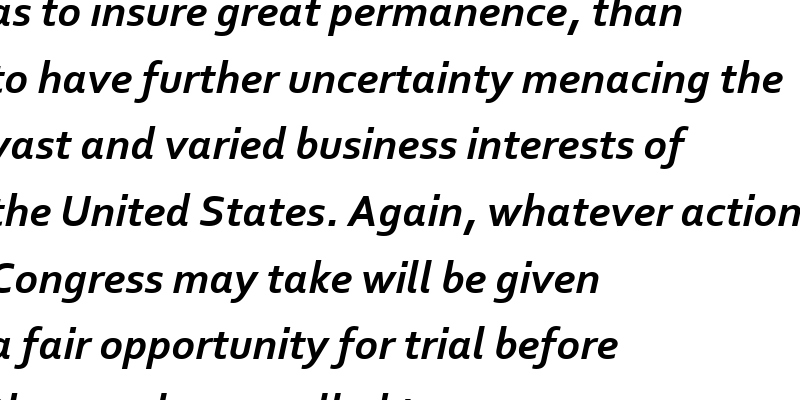 as to insure great permanence, than
to have further uncertainty menacing the
vast and varied business interests of
the United States. Again, whatever action
Congress may take will be given
a fair opportunity for trial before